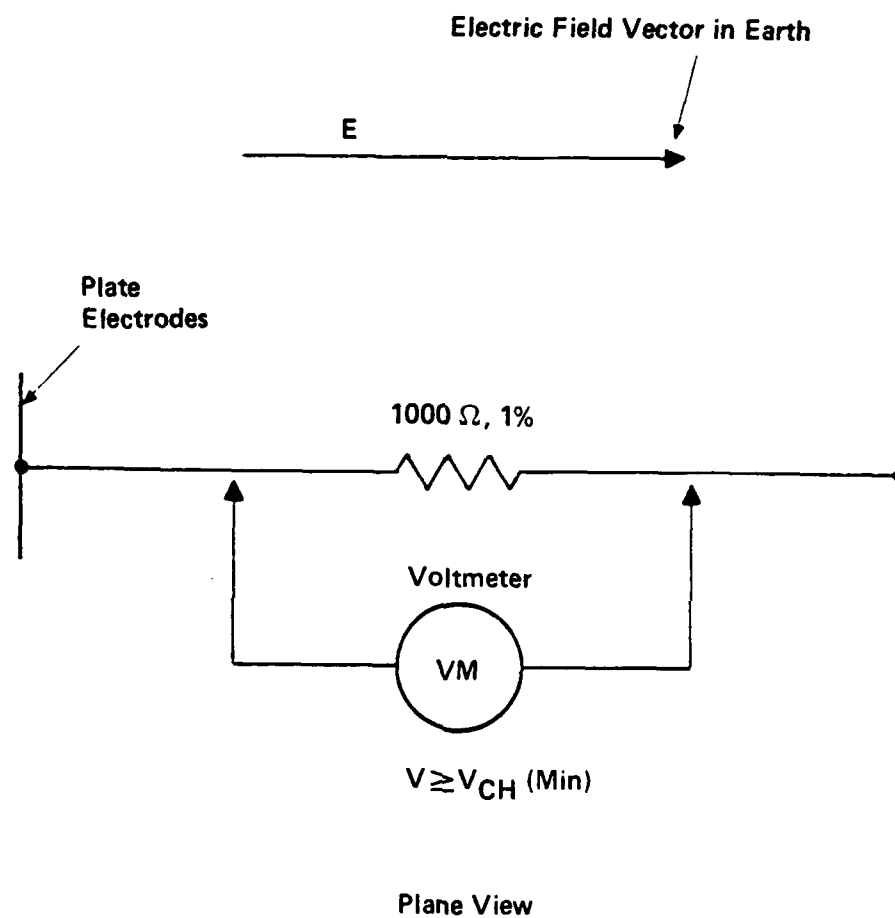 Electric Field Vector in Earth
E
Plate
Electrodes
1000 Ω, 1%
Voltmeter
VM
V ≧ V_CH (Min)
Plane View